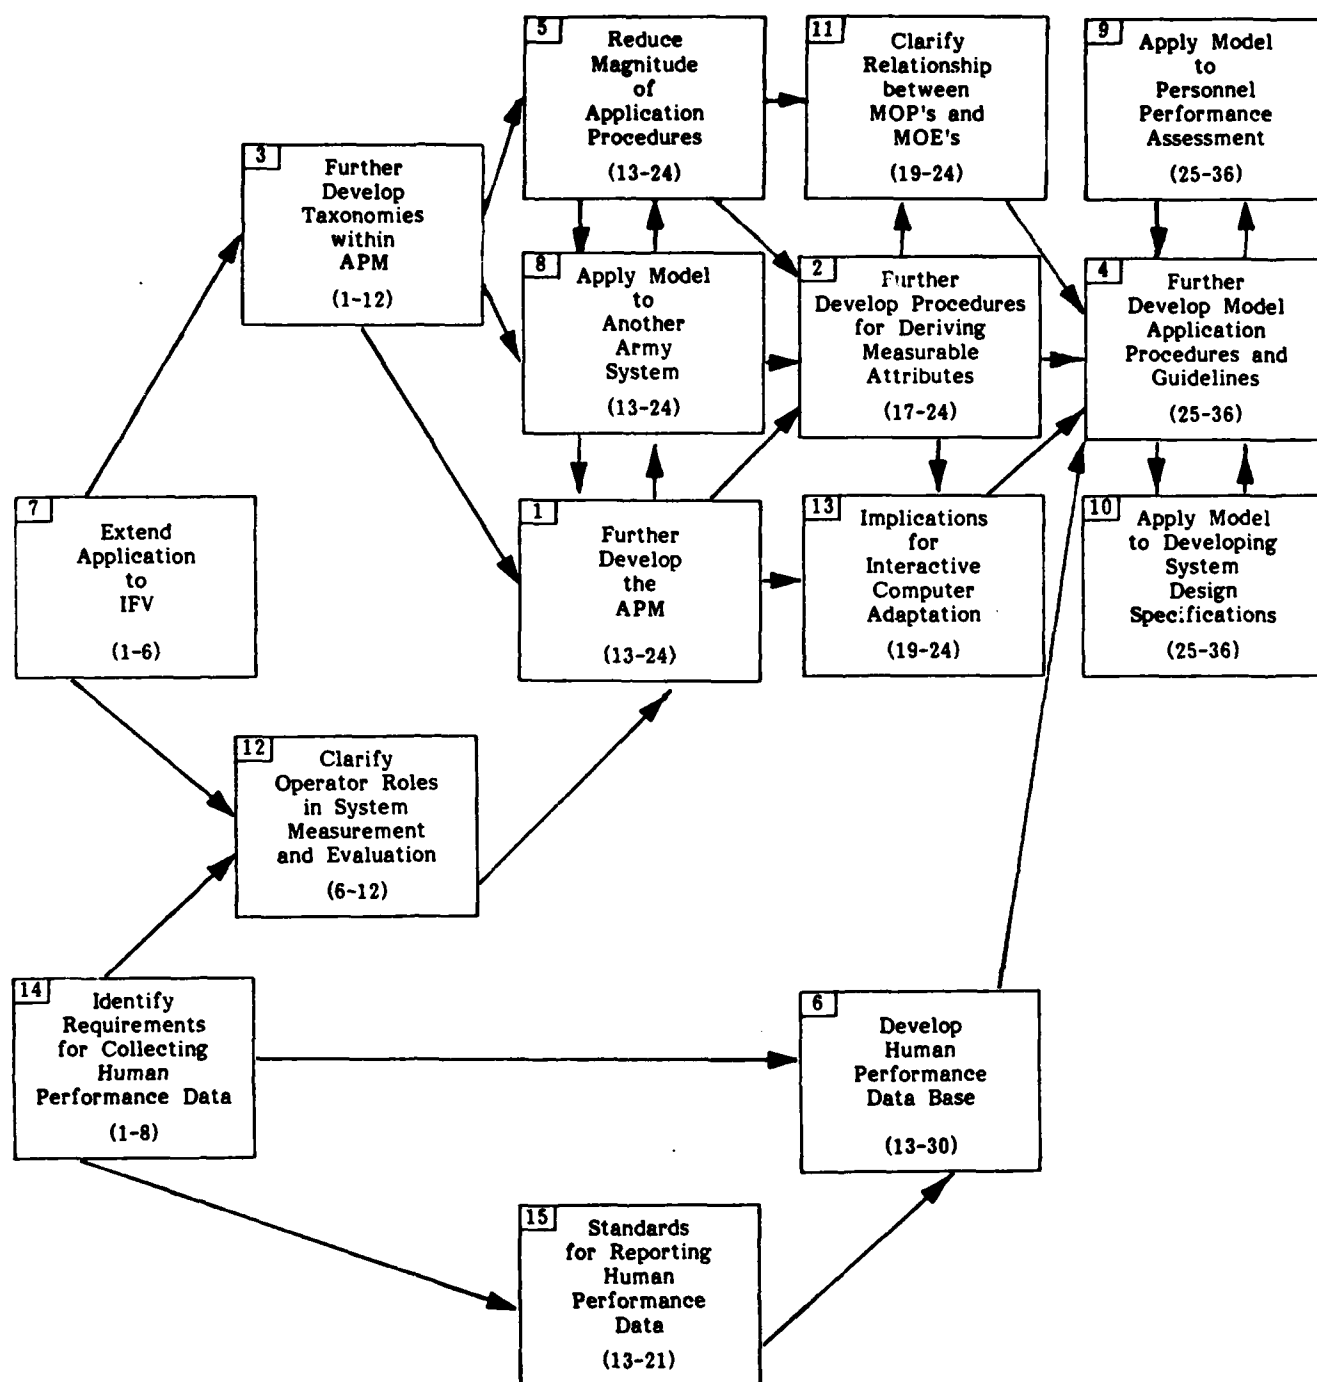 5
Reduce
Magnitude
of
Application
Procedures
(13-24)
11
Clarify
Relationship
between
MOP's and
MOE's
(19-24)
9
Apply Model
to
Personnel
Performance
Assessment
(25-36)
3
Further
Develop
Taxonomies
within
APM
(1-12)
8
Apply Model
to
Another
Army
System
(13-24)
2
Further
Develop Procedures
for Deriving
Measurable
Attributes
(17-24)
4
Further
Develop Model
Application
Procedures and
Guidelines
(25-36)
7
Extend
Application
to
IFV
(1-6)
1
Further
Develop
the
APM
(13-24)
13
Implications
for
Interactive
Computer
Adaptation
(19-24)
10
Apply Model
to Developing
System
Design
Specifications
(25-36)
12
Clarify
Operator Roles
in System
Measurement
and Evaluation
(6-12)
14
Identify
Requirements
for Collecting
Human
Performance Data
(1-8)
6
Develop
Human
Performance
Data Base
(13-30)
15
Standards
for Reporting
Human
Performance
Data
(13-21)